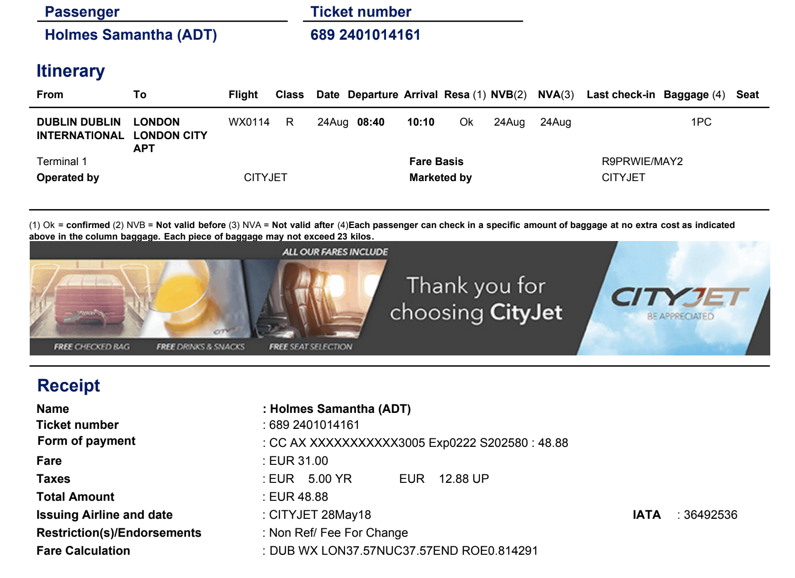 Passenger Ticket number
Holmes Samantha (ADT) 689 2401014161
Itinerary
From To Flight Class Date Departure Arrival Resa (1) NVB(2) NVA(3) Last check-in Baggage (4) Seat
DUBLIN DUBLIN LONDON WX0114 R 24Aug 08:40 10:10 Ok 24Aug 24Aug 1PC
INTERNATIONAL LONDON CITY
APT
Terminal 1 Fare Basis R9PRWIE/MAY2
Operated by CITYJET Marketed by CITYJET
(1) Ok = confirmed (2) NVB = Not valid before (3) NVA = Not valid after (4)Each passenger can check in a specific amount of baggage at no extra cost as indicated
above in the column baggage. Each piece of baggage may not exceed 23 kilos.
ALL OUR FARES INCLUDE
Thank you for
choosing CityJet
CITYJET
BE APPRECIATED
FREE CHECKED BAG FREE DRINKS & SNACKS FREE SEAT SELECTION
Receipt
Name : Holmes Samantha (ADT)
Ticket number : 689 2401014161
Form of payment : CC AX XXXXXXXXXXX3005 Exp0222 S202580 : 48.88
Fare : EUR 31.00
Taxes : EUR 5.00 YR EUR 12.88 UP
Total Amount : EUR 48.88
Issuing Airline and date : CITYJET 28May18 IATA : 36492536
Restriction(s)/Endorsements : Non Ref/ Fee For Change
Fare Calculation : DUB WX LON37.57NUC37.57END ROE0.814291